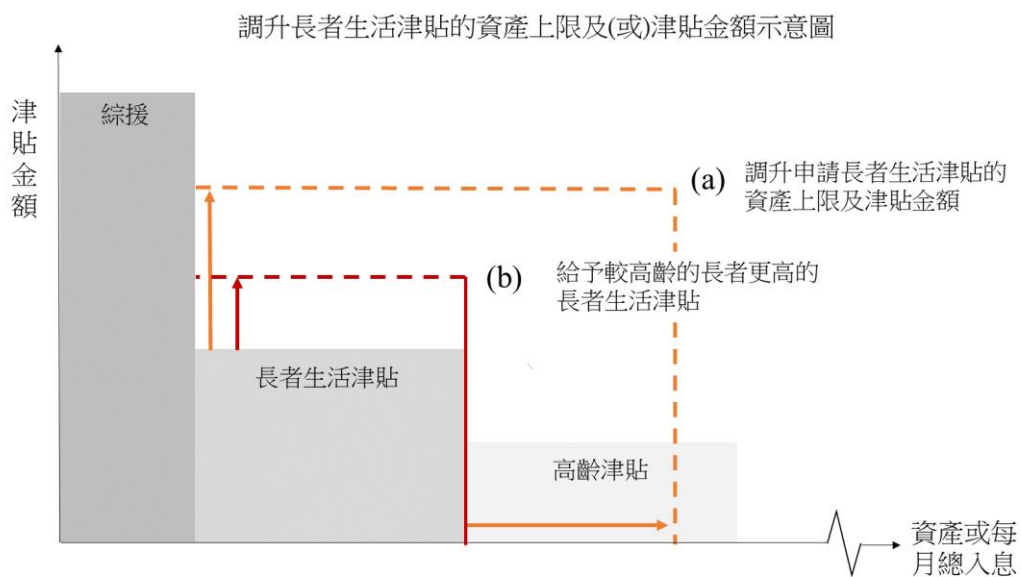 調升長者生活津貼的資產上限及(或)津貼金額示意圖
津貼金額
綜援
(a) 調升申請長者生活津貼的
資產上限及津貼金額
(b) 給予較高齡的長者更高的
長者生活津貼
長者生活津貼
高齡津貼
資產或每
月總入息